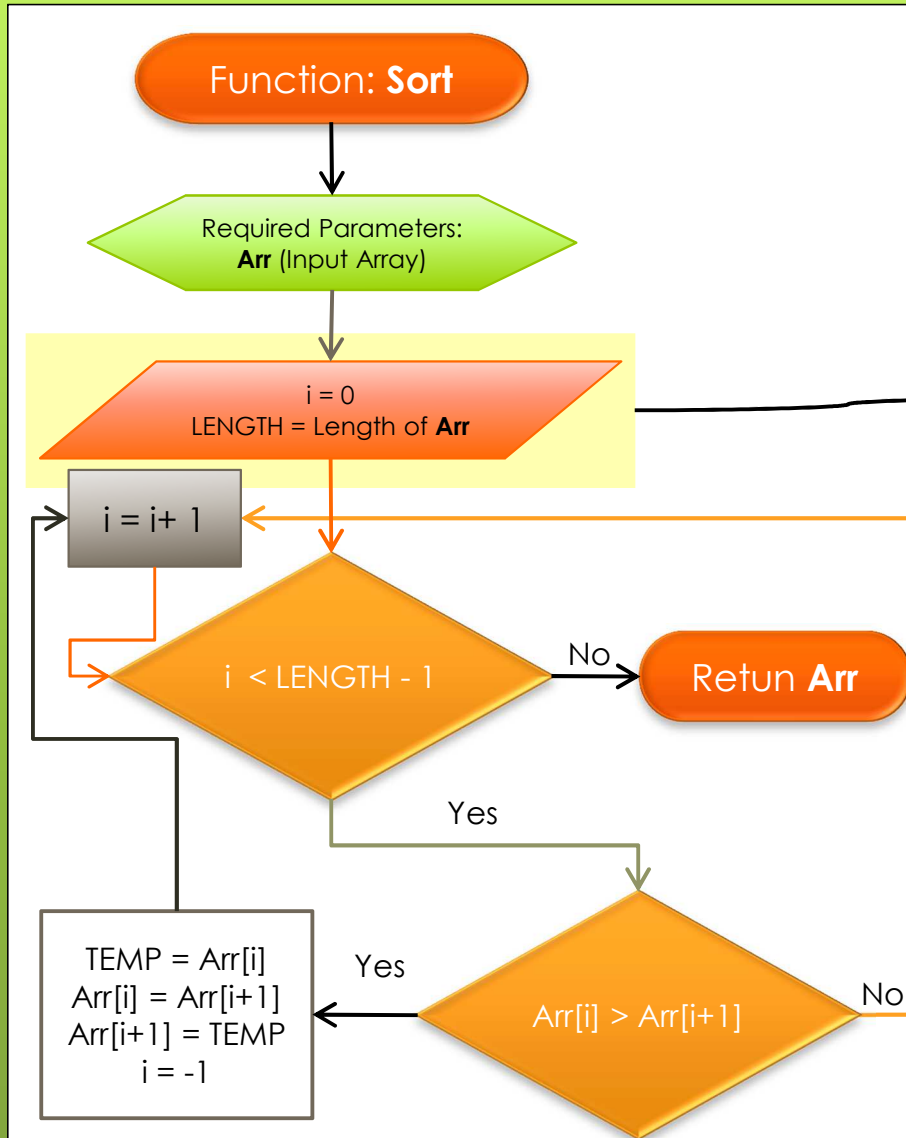 Function: Sort
Required Parameters:
Arr (Input Array)
i = 0
LENGTH = Length of Arr
i = i+ 1
i < LENGTH - 1
No
Retun Arr
Yes
Arr[i] > Arr[i+1]
No
Yes
TEMP = Arr[i]
Arr[i] = Arr[i+1]
Arr[i+1] = TEMP
i = -1